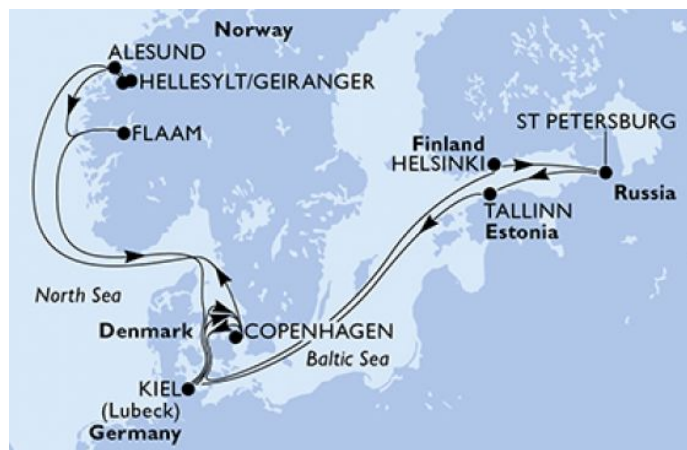 Norway
ALESUND
HELLESYLT/GEIRANGER
FLAAM
ST PETERSBURG
Finland
HELSINKI
Russia
TALLINN
Estonia
North Sea
Denmark
COPENHAGEN
Baltic Sea
KIEL
(Lubeck)
Germany